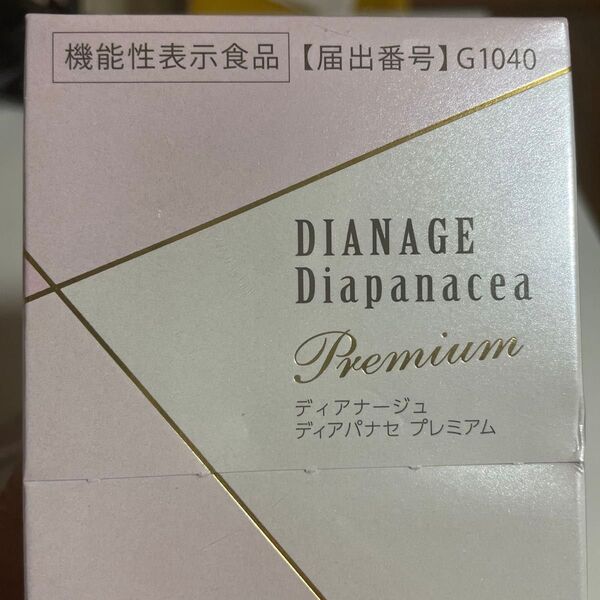 機能性表示食品 【届出番号】G1040
DIANAGE
Diapanacea
Premium
ディアナージュ
ディアパナセ プレミアム